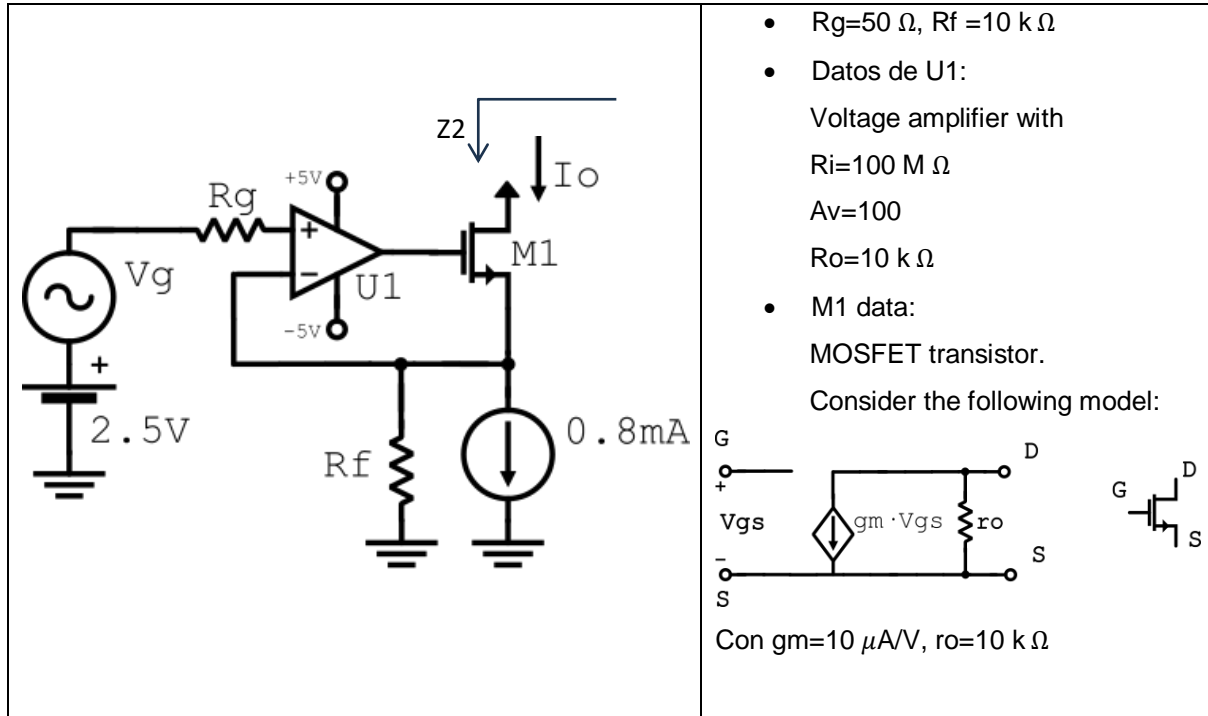 Z2
Io
+5V
Rg
+
M1
Vg
−
U1
-5V
+
2.5V
0.8mA
Rf
• Rg=50 Ω, Rf =10 k Ω
• Datos de U1:
Voltage amplifier with
Ri=100 M Ω
Av=100
Ro=10 k Ω
• M1 data:
MOSFET transistor.
Consider the following model:
G
D
+
D
G
Vgs
gm·Vgs
ro
S
−
S
S
Con gm=10 𝜇A/V, ro=10 k Ω